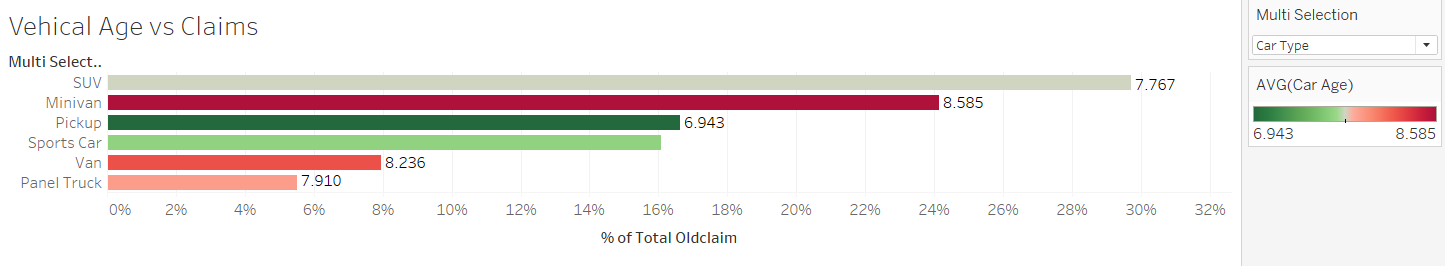 Vehical Age vs Claims
Multi Select..
SUV 7.767
Minivan 8.585
Pickup 6.943
Sports Car
Van 8.236
Panel Truck 7.910
0% 2% 4% 6% 8% 10% 12% 14% 16% 18% 20% 22% 24% 26% 28% 30% 32%
% of Total Oldclaim
Multi Selection
Car Type
AVG(Car Age)
6.943 8.585